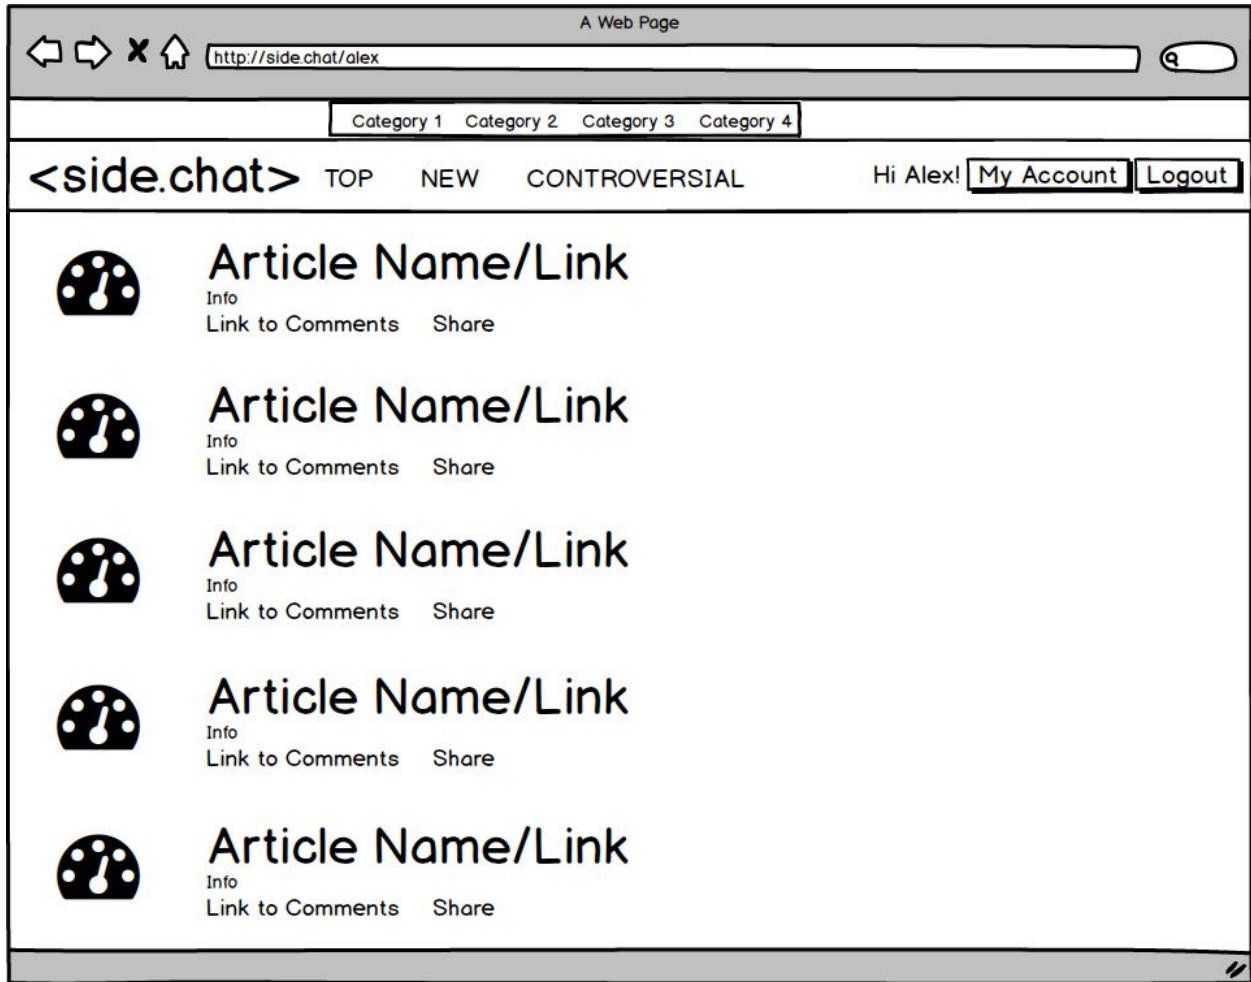 A Web Page
http://side.chat/alex
Category 1 Category 2 Category 3 Category 4
<side.chat> TOP NEW CONTROVERSIAL Hi Alex! My Account Logout
Article Name/Link
Info
Link to Comments Share
Article Name/Link
Info
Link to Comments Share
Article Name/Link
Info
Link to Comments Share
Article Name/Link
Info
Link to Comments Share
Article Name/Link
Info
Link to Comments Share